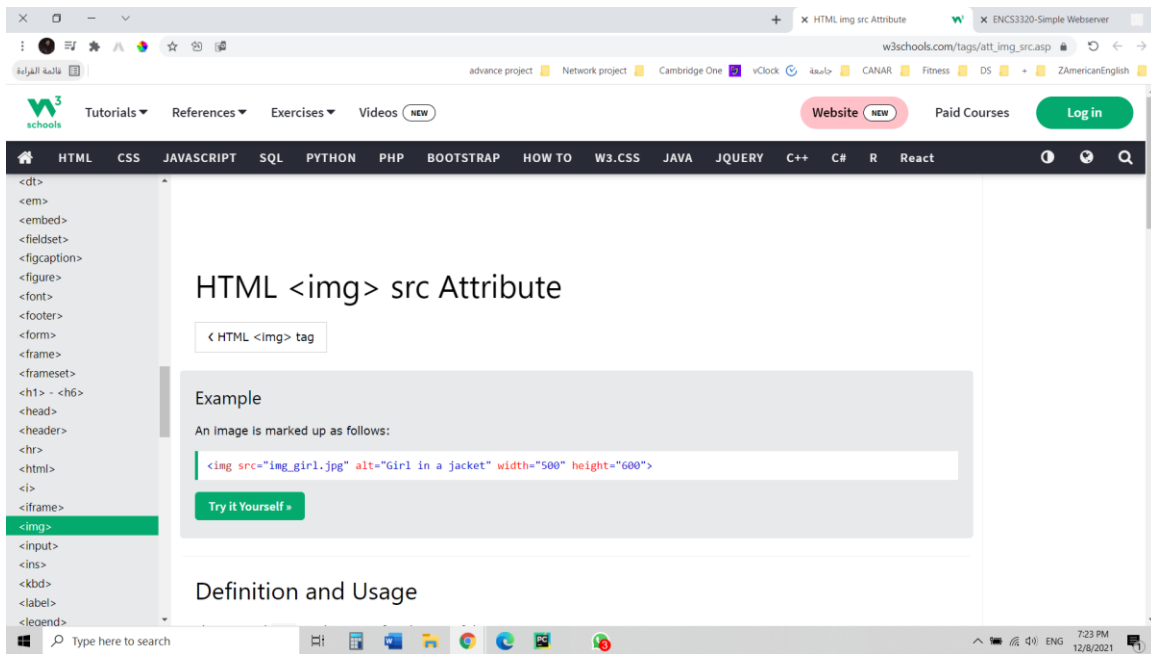 HTML img src Attribute
ENCS3320-Simple Webserver
w3schools.com/tags/att_img_src.asp
قائمة القراءة
advance project
Network project
Cambridge One
vClock
جامعة
CANAR
Fitness
DS
+
ZAmericanEnglish
3
schools
Tutorials
References
Exercises
Videos NEW
Website NEW
Paid Courses
Log in
HTML CSS JAVASCRIPT SQL PYTHON PHP BOOTSTRAP HOW TO W3.CSS JAVA JQUERY C++ C# R React
<dt>
<em>
<embed>
<fieldset>
<figcaption>
<figure>
<font>
<footer>
<form>
<frame>
<frameset>
<h1> - <h6>
<head>
<header>
<hr>
<html>
<i>
<iframe>
<img>
<input>
<ins>
<kbd>
<label>
<legend>
HTML <img> src Attribute
❮ HTML <img> tag
Example
An image is marked up as follows:
<img src="img_girl.jpg" alt="Girl in a jacket" width="500" height="600">
Try it Yourself »
Definition and Usage
Type here to search
W
PC
3
ENG
7:23 PM
12/8/2021
1